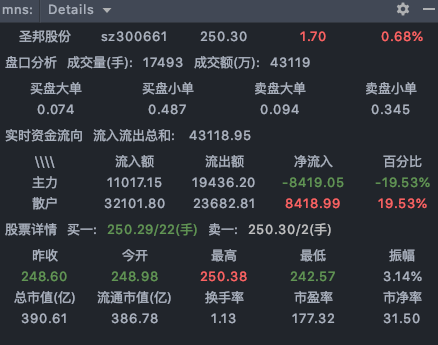 mns: Details
圣邦股份 sz300661 250.30 1.70 0.68%
盘口分析 成交量(手): 17493 成交额(万): 43119
买盘大单 买盘小单 卖盘大单 卖盘小单
0.074 0.487 0.094 0.345
实时资金流向 流入流出总和: 43118.95
\\\\ 流入额 流出额 净流入 百分比
主力 11017.15 19436.20 -8419.05 -19.53%
散户 32101.80 23682.81 8418.99 19.53%
股票详情 买一: 250.29/22(手) 卖一: 250.30/2(手)
昨收 今开 最高 最低 振幅
248.60 248.98 250.38 242.57 3.14%
总市值(亿) 流通市值(亿) 换手率 市盈率 市净率
390.61 386.78 1.13 177.32 31.50